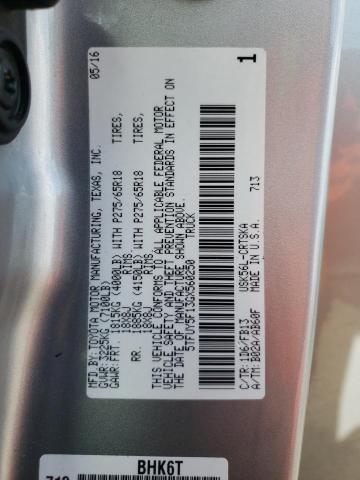 MFD. BY: 05/16
TOYOTA MOTOR MANUFACTURING, TEXAS, INC.
GVWR: 3225KG (7100LB)
GAWR: FRT. 1815KG (4000LB) WITH P275/65R18 TIRES,
18X8J RIMS.
RR. 1885KG (4150LB) WITH P275/65R18 TIRES,
18X8J RIMS.
THIS VEHICLE CONFORMS TO ALL APPLICABLE FEDERAL MOTOR
VEHICLE SAFETY AND THEFT PREVENTION STANDARDS IN EFFECT ON
THE DATE OF MANUFACTURE SHOWN ABOVE.
5TFUY5F13GX560250
TRUCK
C/TR: 1D6/FB13 USK56L-CRTSKA
A/TM: B02A/AB60F MADE IN U.S.A. 713
1
BHK6T